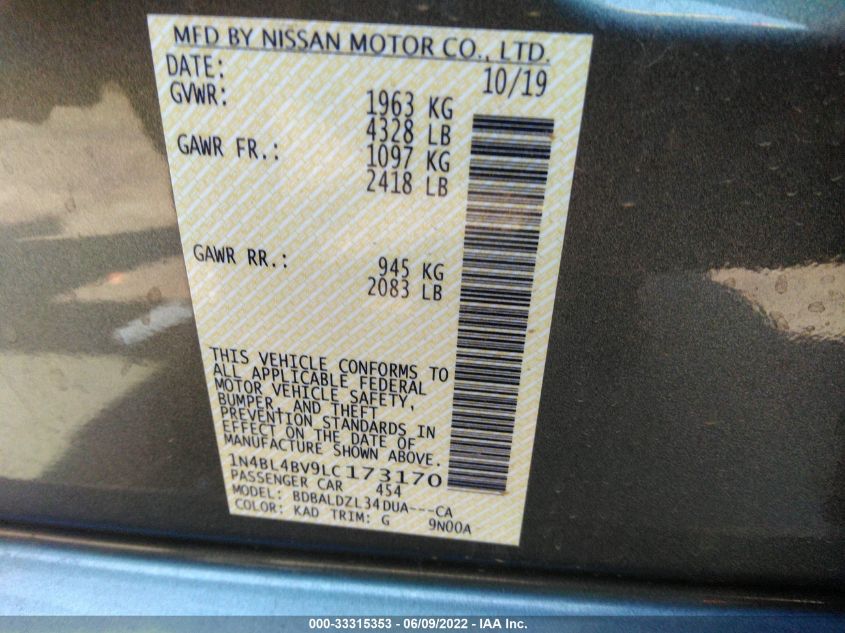 MFD BY NISSAN MOTOR CO., LTD.
DATE: 10/19
GVWR: 1963 KG
4328 LB
GAWR FR.: 1097 KG
2418 LB
GAWR RR.: 945 KG
2083 LB
THIS VEHICLE CONFORMS TO
ALL APPLICABLE FEDERAL
MOTOR VEHICLE SAFETY,
BUMPER, AND THEFT
PREVENTION STANDARDS IN
EFFECT ON THE DATE OF
MANUFACTURE SHOWN ABOVE.
1N4BL4BV9LC173170
PASSENGER CAR 454
MODEL: BDBALDZL34DUA---CA
COLOR: KAD TRIM: G 9N00A
000-33315353 - 06/09/2022 - IAA Inc.